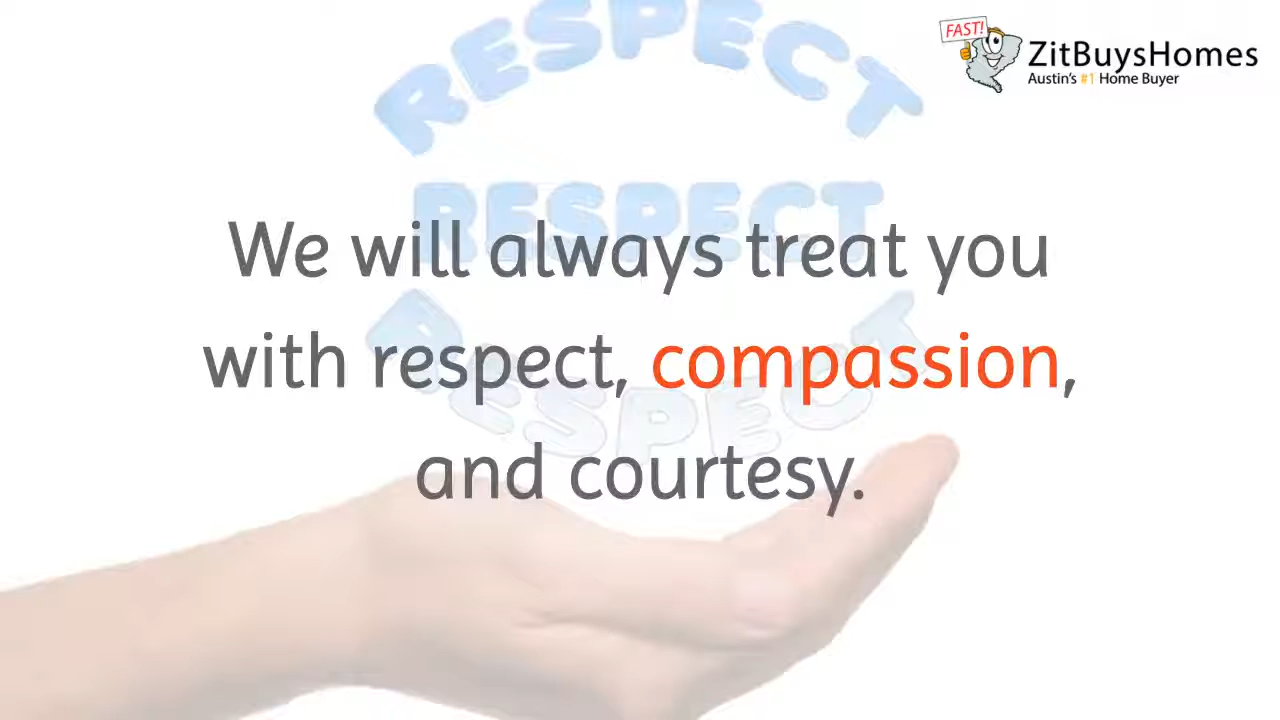 RESPECT
FAST!
ZitBuysHomes
Austin's #1 Home Buyer
RESPECT
We will always treat you
with respect, compassion,
RESPECT
and courtesy.